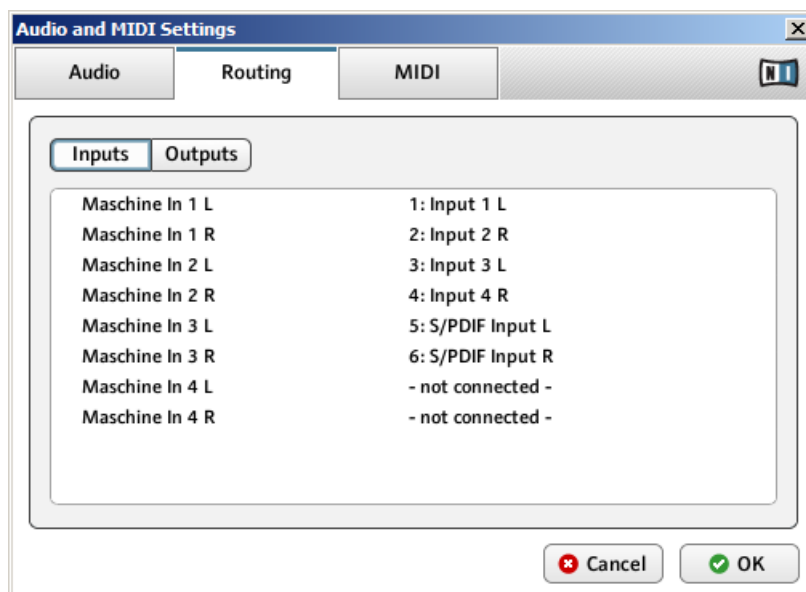 Audio and MIDI Settings
Audio Routing MIDI
NI
Inputs Outputs
Maschine In 1 L 1: Input 1 L
Maschine In 1 R 2: Input 2 R
Maschine In 2 L 3: Input 3 L
Maschine In 2 R 4: Input 4 R
Maschine In 3 L 5: S/PDIF Input L
Maschine In 3 R 6: S/PDIF Input R
Maschine In 4 L - not connected -
Maschine In 4 R - not connected -
Cancel OK